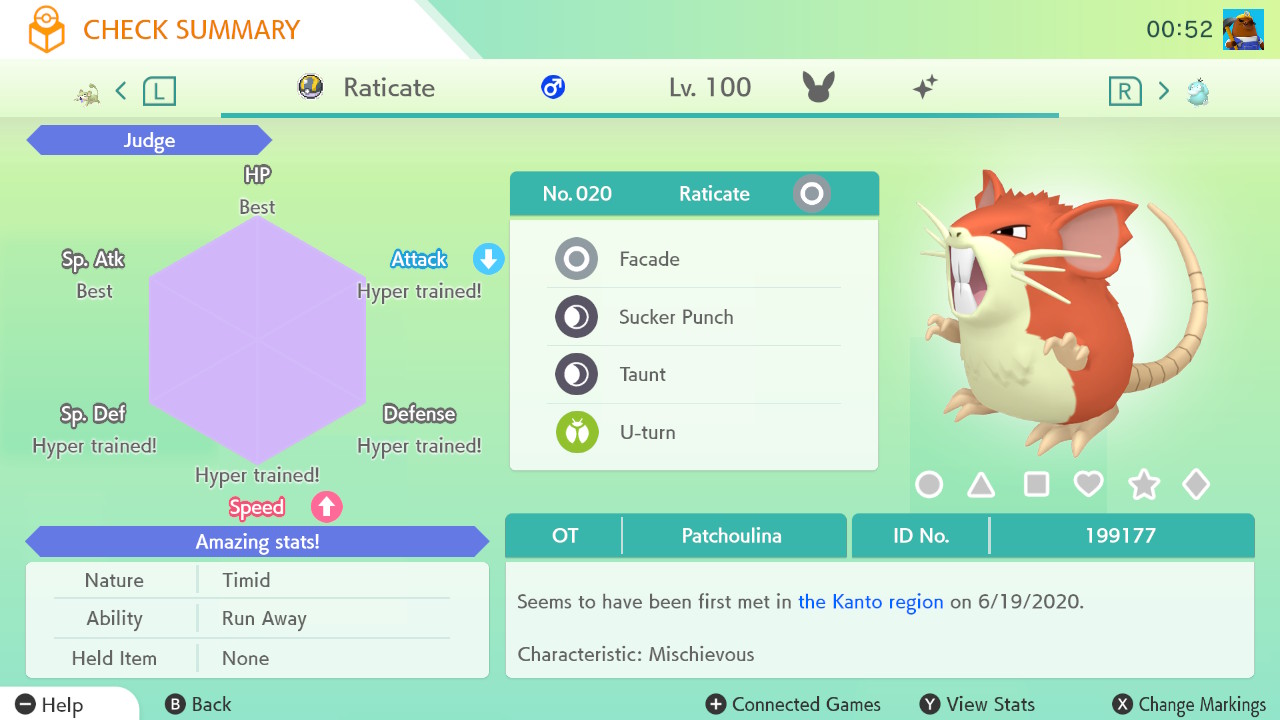 CHECK SUMMARY
00:52
L
Raticate
Lv. 100
R
Judge
HP
Best
Sp. Atk
Best
Attack
Hyper trained!
Sp. Def
Hyper trained!
Defense
Hyper trained!
Hyper trained!
Speed
Amazing stats!
Nature Timid
Ability Run Away
Held Item None
No. 020 Raticate
Facade
Sucker Punch
Taunt
U-turn
OT Patchoulina ID No. 199177
Seems to have been first met in the Kanto region on 6/19/2020.
Characteristic: Mischievous
Help
B Back
Connected Games
Y View Stats
X Change Markings